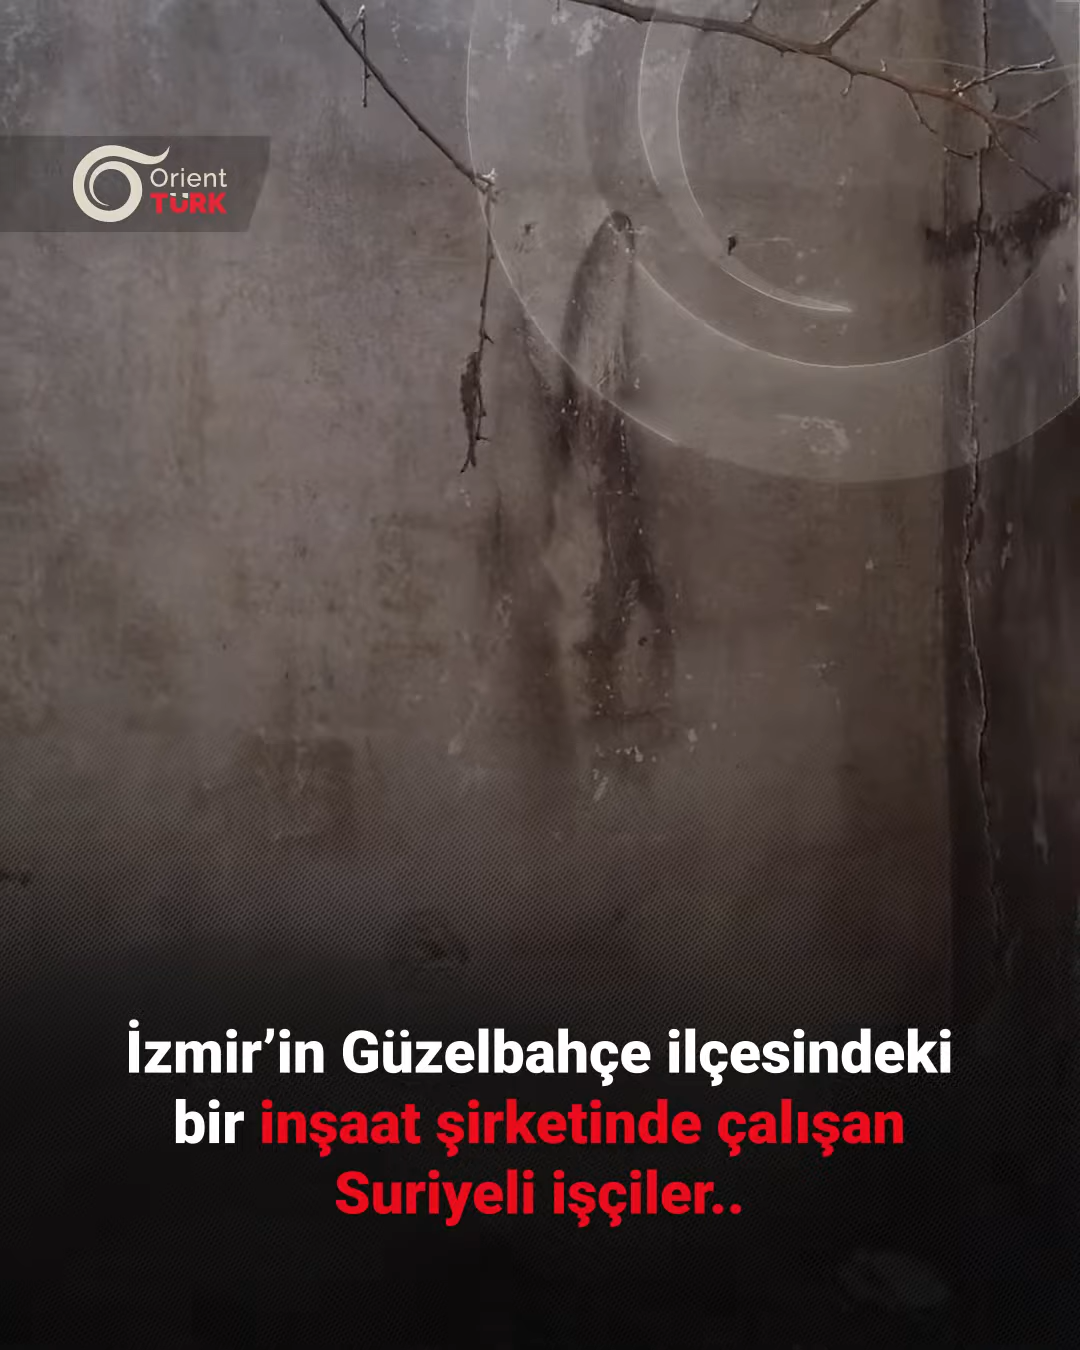 Orient
TÜRK
İzmir’in Güzelbahçe ilçesindeki
bir inşaat şirketinde çalışan
Suriyeli işçiler..